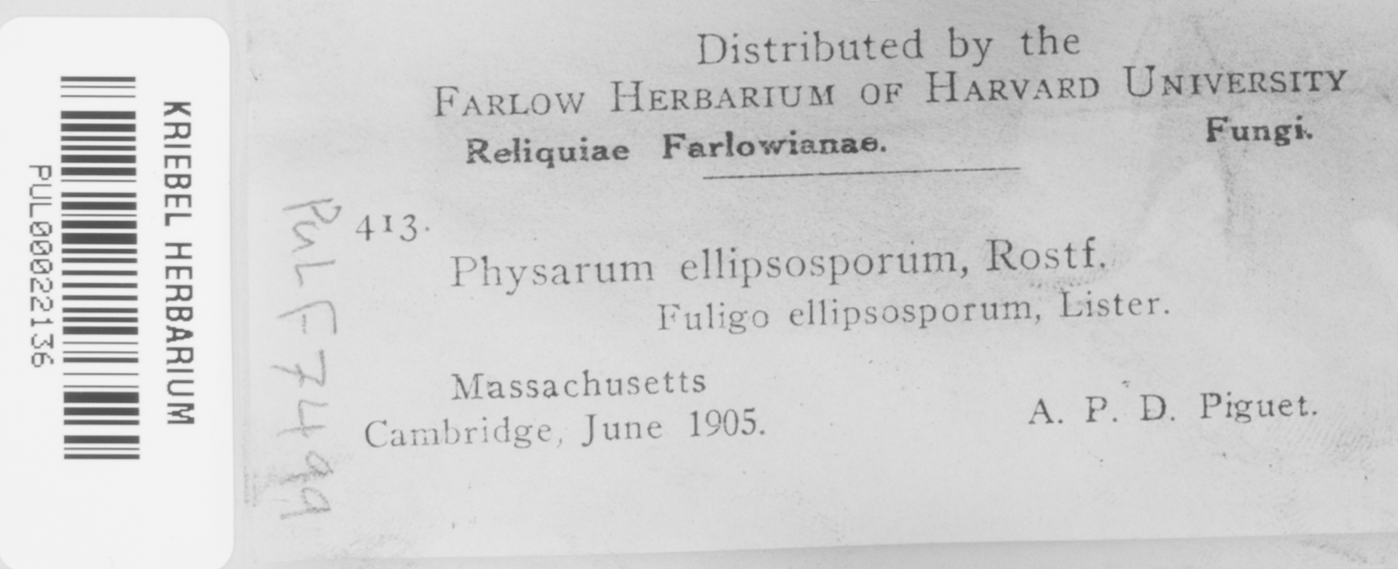 KRIEBEL HERBARIUM
PUL00022136
PUL F 7499
Distributed by the
FARLOW HERBARIUM OF HARVARD UNIVERSITY
Reliquiae Farlowianae. Fungi.
413.
Physarum ellipsosporum, Rostf.
Fuligo ellipsosporum, Lister.
Massachusetts
Cambridge, June 1905. A. P. D. Piguet.